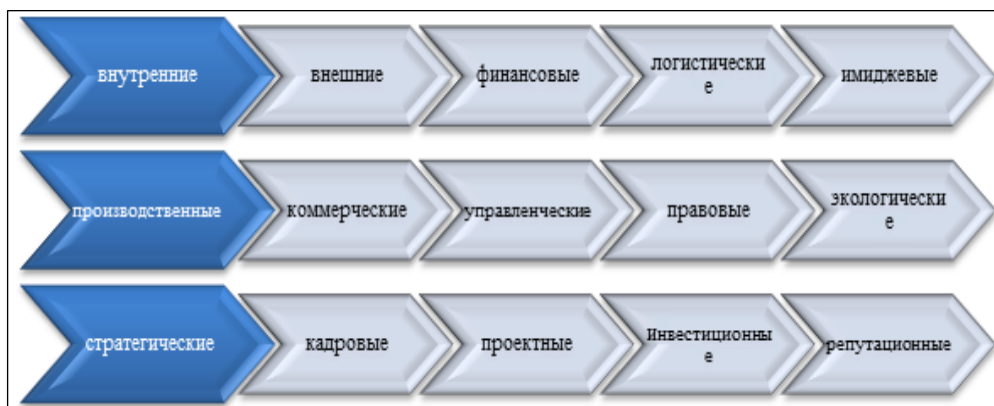 внутренние
внешние
финансовые
логистически
е
имиджевые
производственные
коммерческие
управленческие
правовые
экологически
е
стратегические
кадровые
проектные
Инвестиционны
е
репутационные